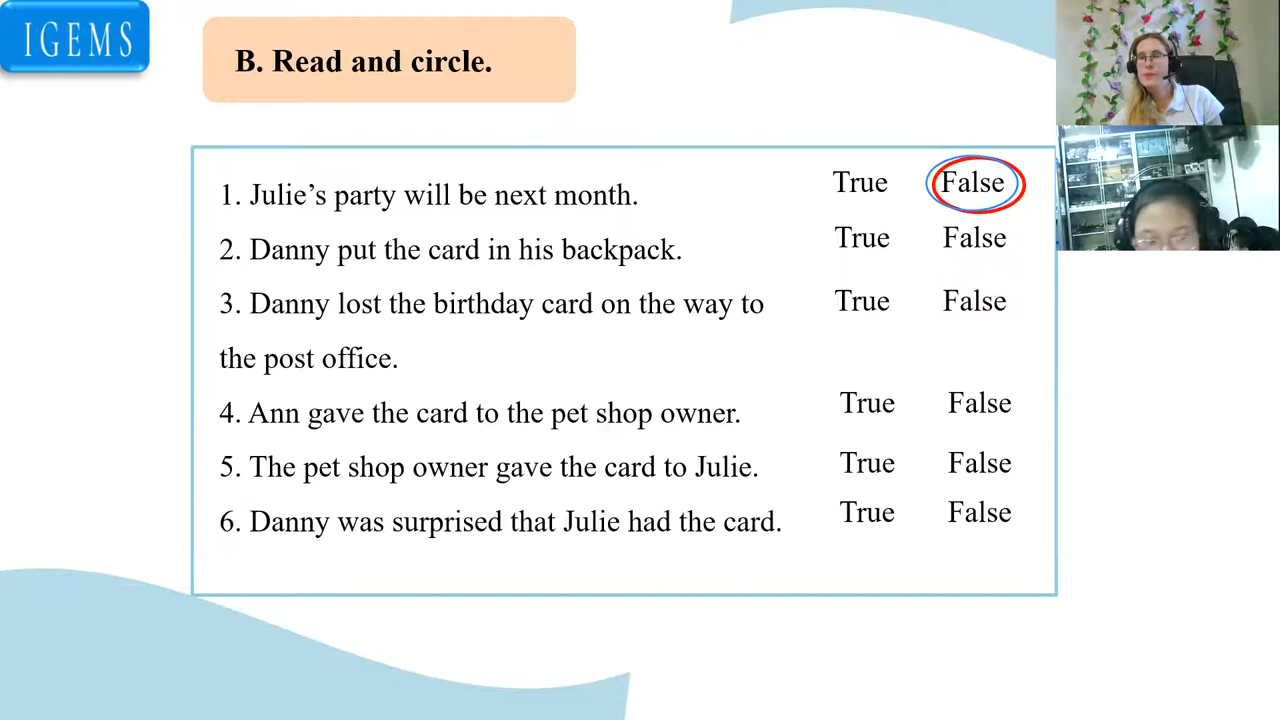 IGEMS
B. Read and circle.
1. Julie’s party will be next month. True False
2. Danny put the card in his backpack. True False
3. Danny lost the birthday card on the way to True False
the post office.
4. Ann gave the card to the pet shop owner. True False
5. The pet shop owner gave the card to Julie. True False
6. Danny was surprised that Julie had the card. True False